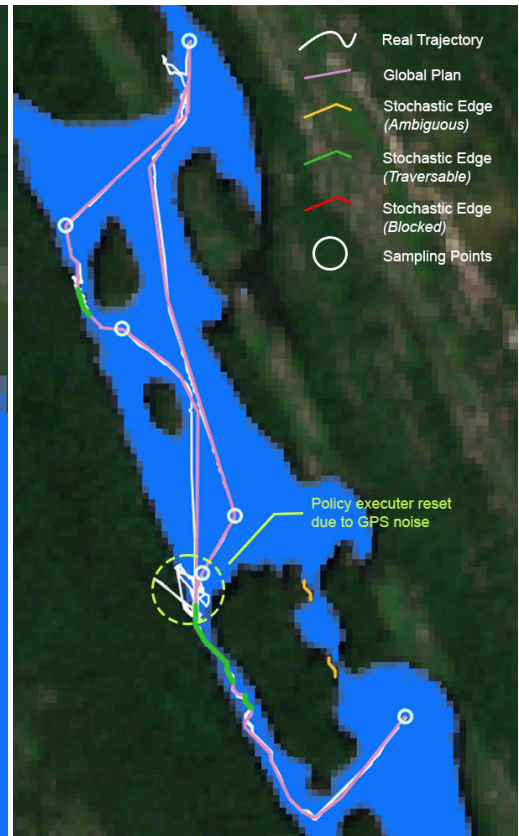 Real Trajectory
Global Plan
Stochastic Edge
(Ambiguous)
Stochastic Edge
(Traversable)
Stochastic Edge
(Blocked)
Sampling Points
Policy executer reset
due to GPS noise